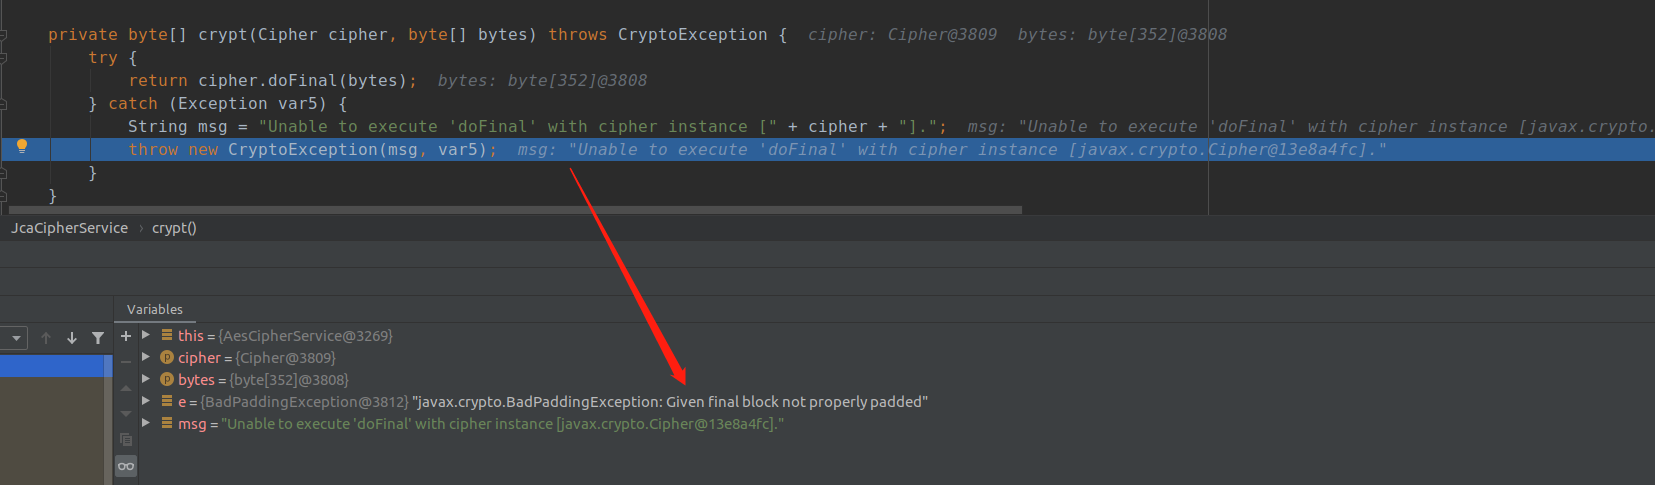 private byte[] crypt(Cipher cipher, byte[] bytes) throws CryptoException {  cipher: Cipher@3809  bytes: byte[352]@3808
try {
return cipher.doFinal(bytes);  bytes: byte[352]@3808
} catch (Exception var5) {
String msg = "Unable to execute 'doFinal' with cipher instance [" + cipher + "].";  msg: "Unable to execute 'doFinal' with cipher instance [javax.crypto.
throw new CryptoException(msg, var5);  msg: "Unable to execute 'doFinal' with cipher instance [javax.crypto.Cipher@13e8a4fc]."
}
}
JcaCipherService › crypt()
Variables
this = {AesCipherService@3269}
p cipher = {Cipher@3809}
p bytes = {byte[352]@3808}
e = {BadPaddingException@3812} "javax.crypto.BadPaddingException: Given final block not properly padded"
msg = "Unable to execute 'doFinal' with cipher instance [javax.crypto.Cipher@13e8a4fc]."